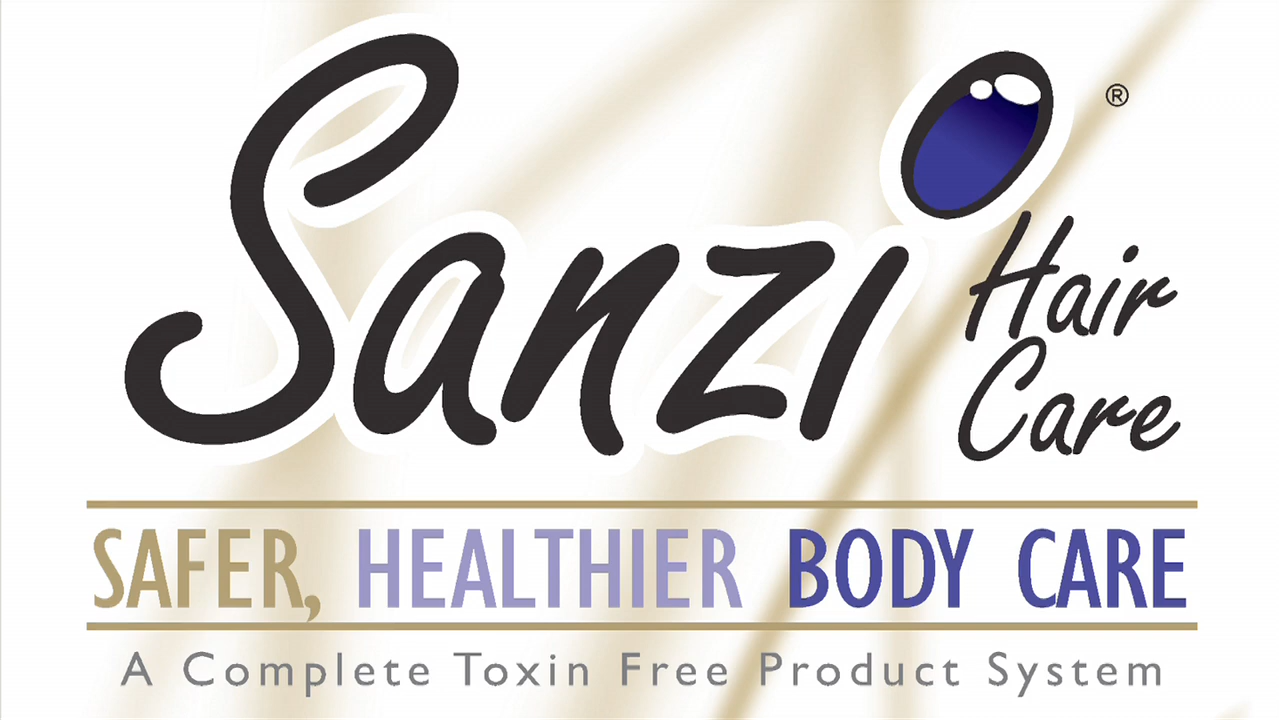 Sanzi ®
Hair
Care
SAFER, HEALTHIER BODY CARE
A Complete Toxin Free Product System